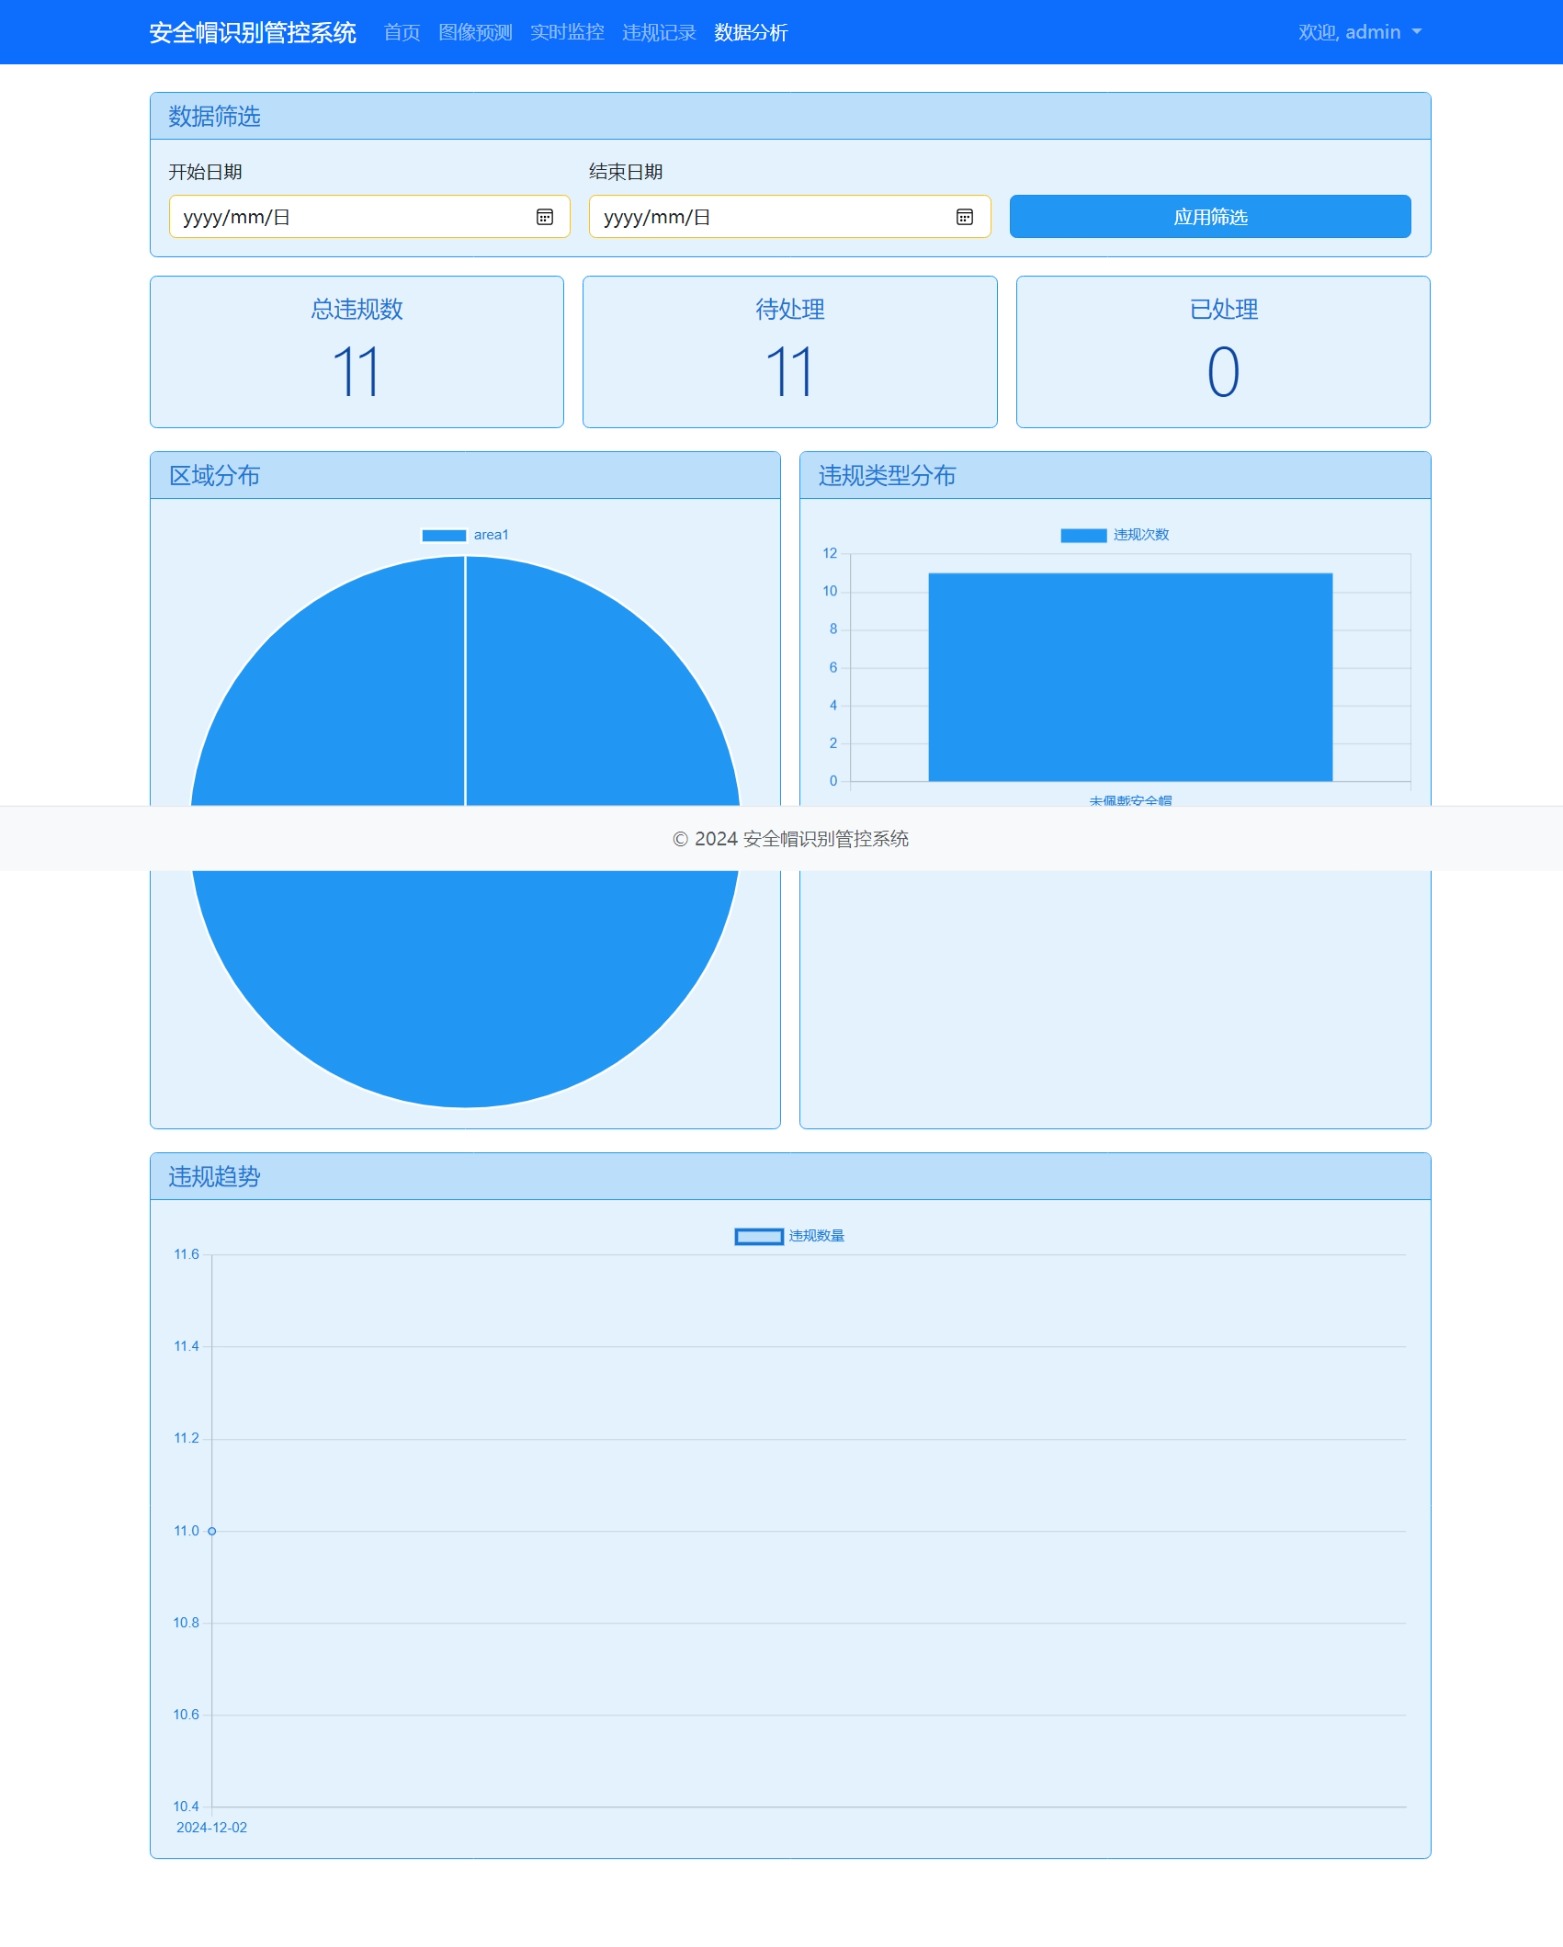 安全帽识别管控系统 首页 图像预测 实时监控 违规记录 数据分析 欢迎, admin
数据筛选
开始日期 结束日期
yyyy/mm/日 yyyy/mm/日 应用筛选
总违规数 待处理 已处理
11 11 0
区域分布 违规类型分布
area1
违规次数
12
10
8
6
4
2
0
未佩戴安全帽
© 2024 安全帽识别管控系统
违规趋势
违规数量
11.6
11.4
11.2
11.0
10.8
10.6
10.4
2024-12-02